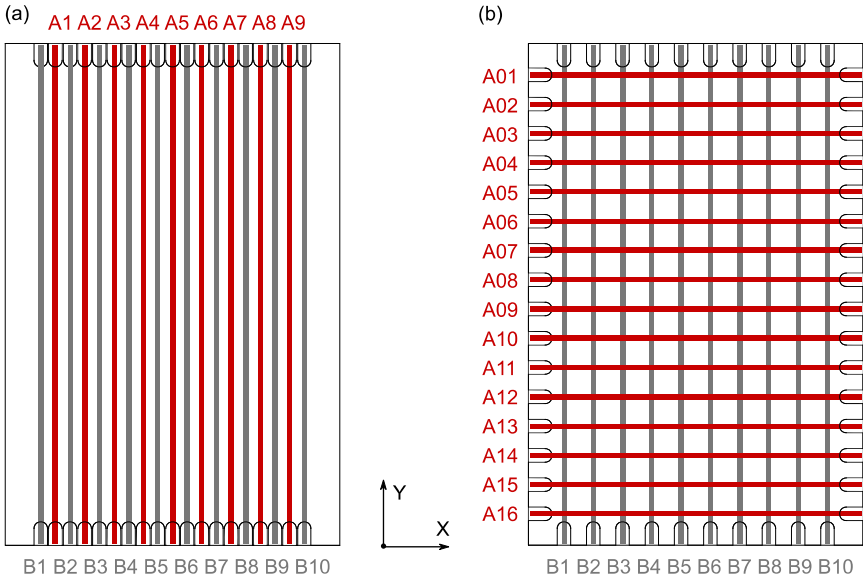 (a)
A1 A2 A3 A4 A5 A6 A7 A8 A9
B1 B2 B3 B4 B5 B6 B7 B8 B9 B10
Y
X
(b)
A01
A02
A03
A04
A05
A06
A07
A08
A09
A10
A11
A12
A13
A14
A15
A16
B1 B2 B3 B4 B5 B6 B7 B8 B9 B10